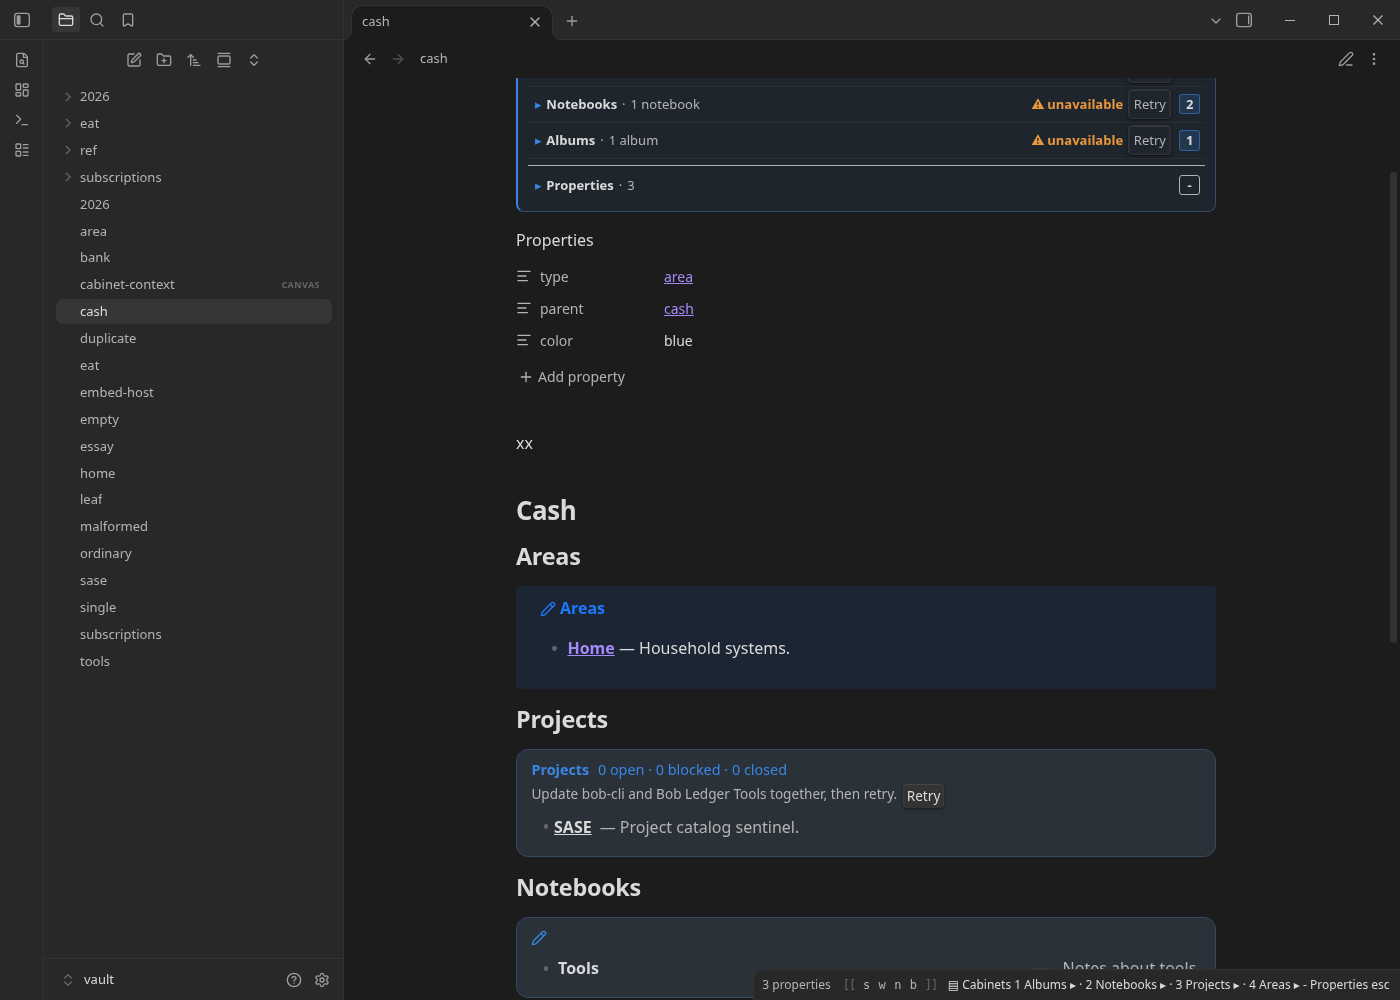 cash
cash
2026
eat
ref
subscriptions
2026
area
bank
cabinet-context CANVAS
cash
duplicate
eat
embed-host
empty
essay
home
leaf
malformed
ordinary
sase
single
subscriptions
tools
vault
▸ Notebooks · 1 notebook ⚠ unavailable Retry 2
▸ Albums · 1 album ⚠ unavailable Retry 1
▸ Properties · 3 -
Properties
type area
parent cash
color blue
+ Add property
xx
Cash
Areas
Areas
• Home — Household systems.
Projects
Projects 0 open · 0 blocked · 0 closed
Update bob-cli and Bob Ledger Tools together, then retry. Retry
• SASE — Project catalog sentinel.
Notebooks
• Tools — Notes about tools
3 properties [[ s w n b ]] ▤ Cabinets 1 Albums ▸ · 2 Notebooks ▸ · 3 Projects ▸ · 4 Areas ▸ - Properties esc